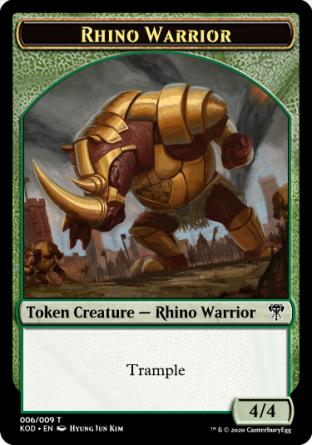 Rhino Warrior
Token Creature — Rhino Warrior
Trample
4/4
006/009 T
KOD • EN Hyung Jun Kim
™ & © 2020 CanterburyEgg